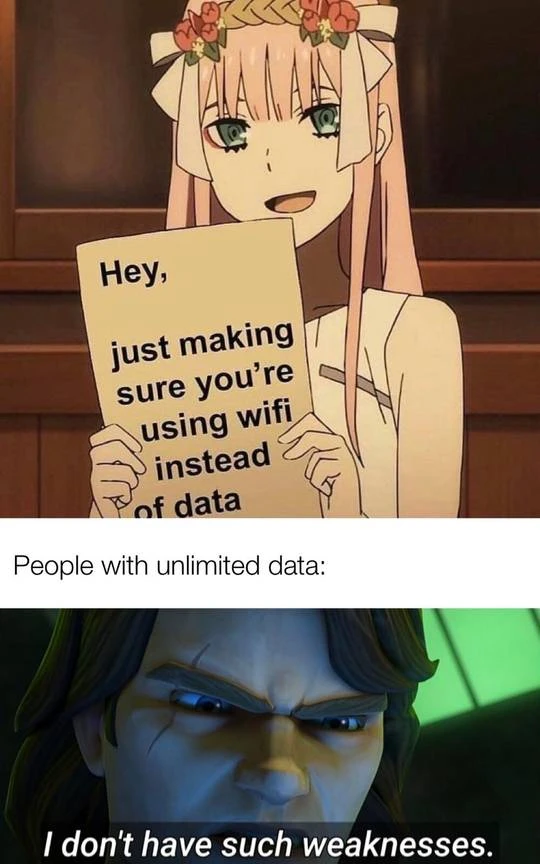 Hey,
just making
sure you're
using wifi
instead
of data
People with unlimited data:
I don't have such weaknesses.